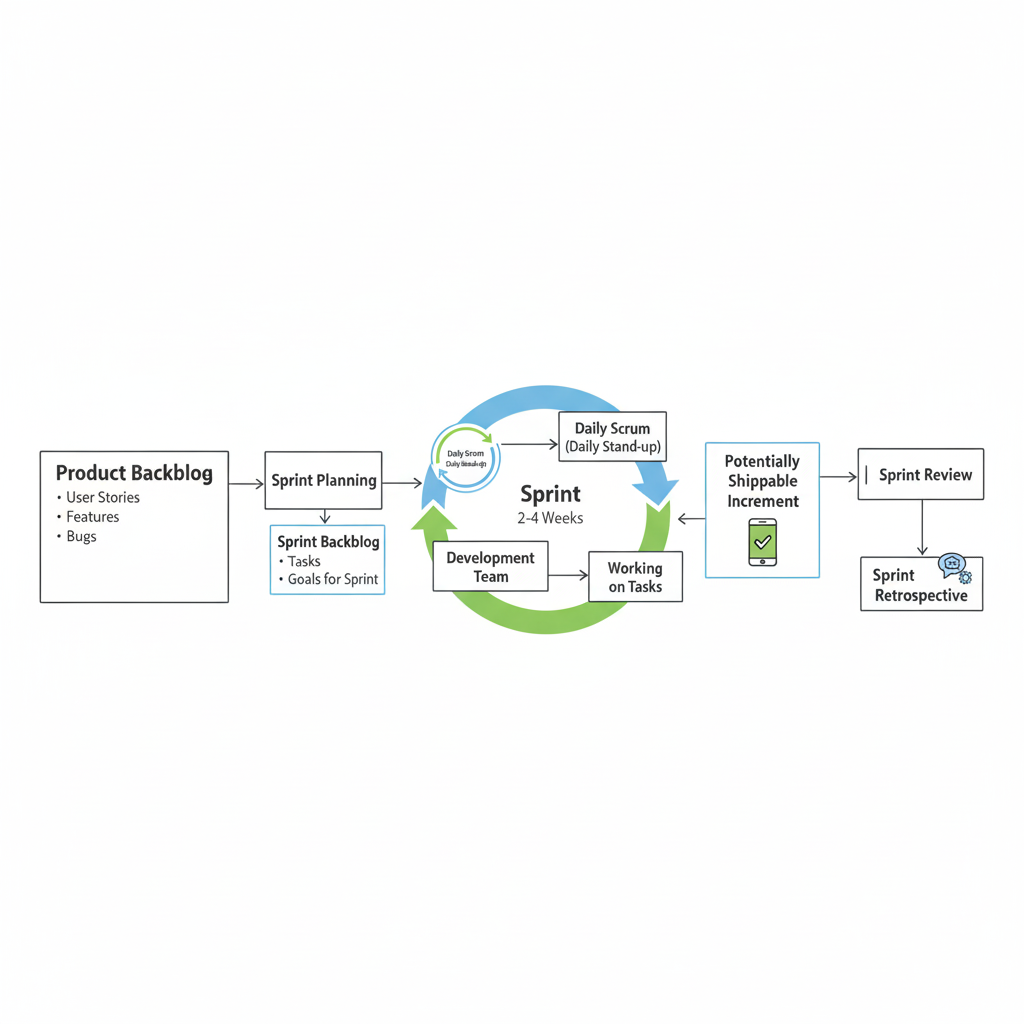 Product Backblog
• User Stories
• Features
• Bugs
Sprint Planning
Sprint Backblog
• Tasks
• Goals for Sprint
Daily Srom
Daily
Daily Scrum
(Daily Stand-up)
Sprint
2-4 Weeks
Development
Team
Working
on Tasks
Potentially
Shippable
Increment
Sprint Review
Sprint
Retrospective